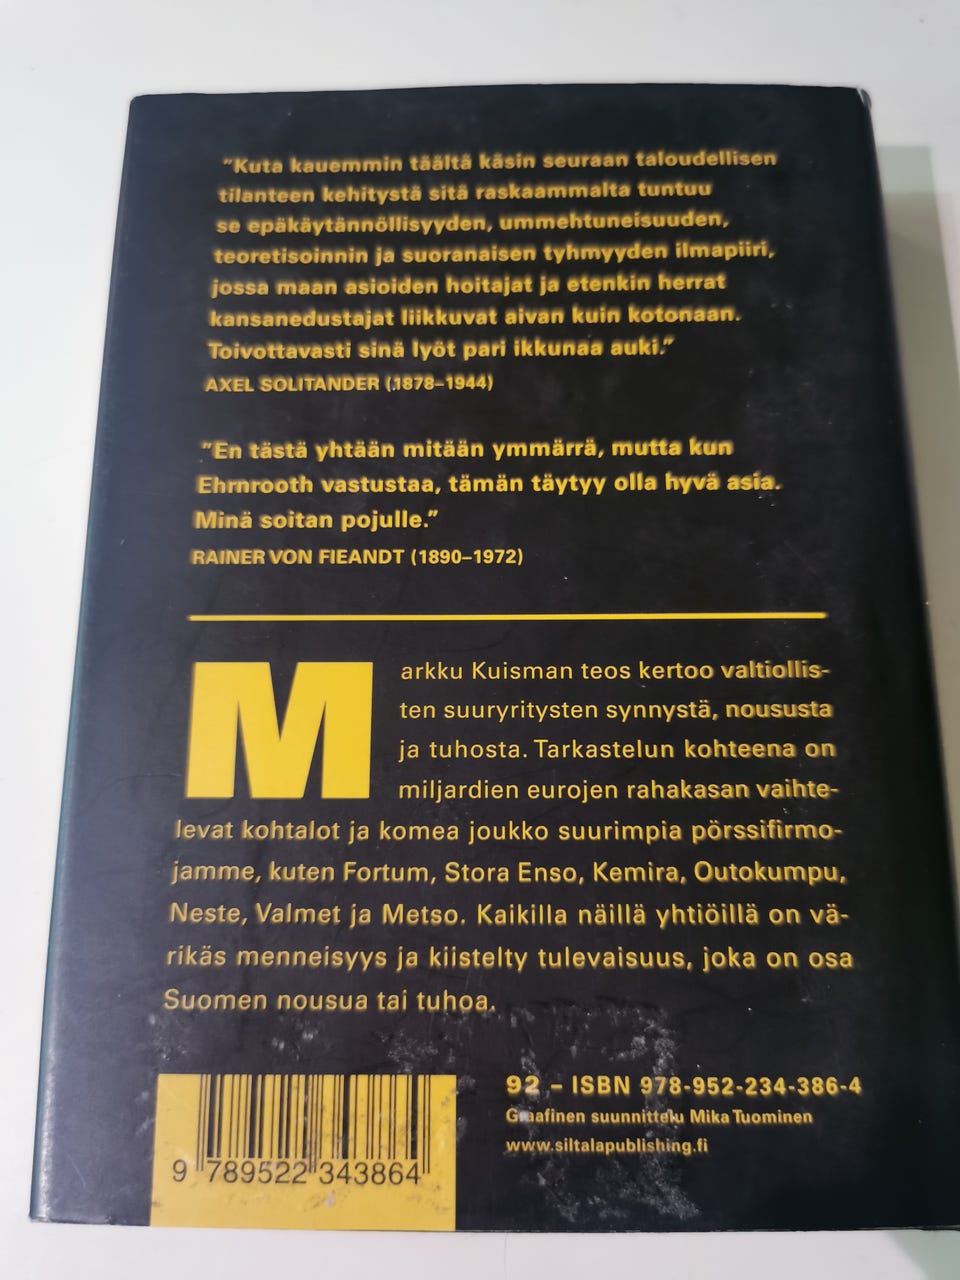 "Kuta kauemmin täältä käsin seuraan taloudellisen
tilanteen kehitystä sitä raskaammalta tuntuu
se epäkäytännöllisyyden, ummehtuneisuuden,
teoretisoinnin ja suoranaisen tyhmyyden ilmapiiri,
jossa maan asioiden hoitajat ja etenkin herrat
kansanedustajat liikkuvat aivan kuin kotonaan.
Toivottavasti sinä lyöt pari ikkunaa auki."
AXEL SOLITANDER (1878–1944)
"En tästä yhtään mitään ymmärrä, mutta kun
Ehrnrooth vastustaa, tämän täytyy olla hyvä asia.
Minä soitan pojulle."
RAINER VON FIEANDT (1890–1972)
Markku Kuisman teos kertoo valtiollis-
ten suuryritysten synnystä, noususta
ja tuhosta. Tarkastelun kohteena on
miljardien eurojen rahakasan vaihte-
levat kohtalot ja komea joukko suurimpia pörssifirmo-
jamme, kuten Fortum, Stora Enso, Kemira, Outokumpu,
Neste, Valmet ja Metso. Kaikilla näillä yhtiöillä on vä-
rikäs menneisyys ja kiistelty tulevaisuus, joka on osa
Suomen nousua tai tuhoa.
92 – ISBN 978-952-234-386-4
Graafinen suunnittelu Mika Tuominen
www.siltalapublishing.fi
9 789522 343864